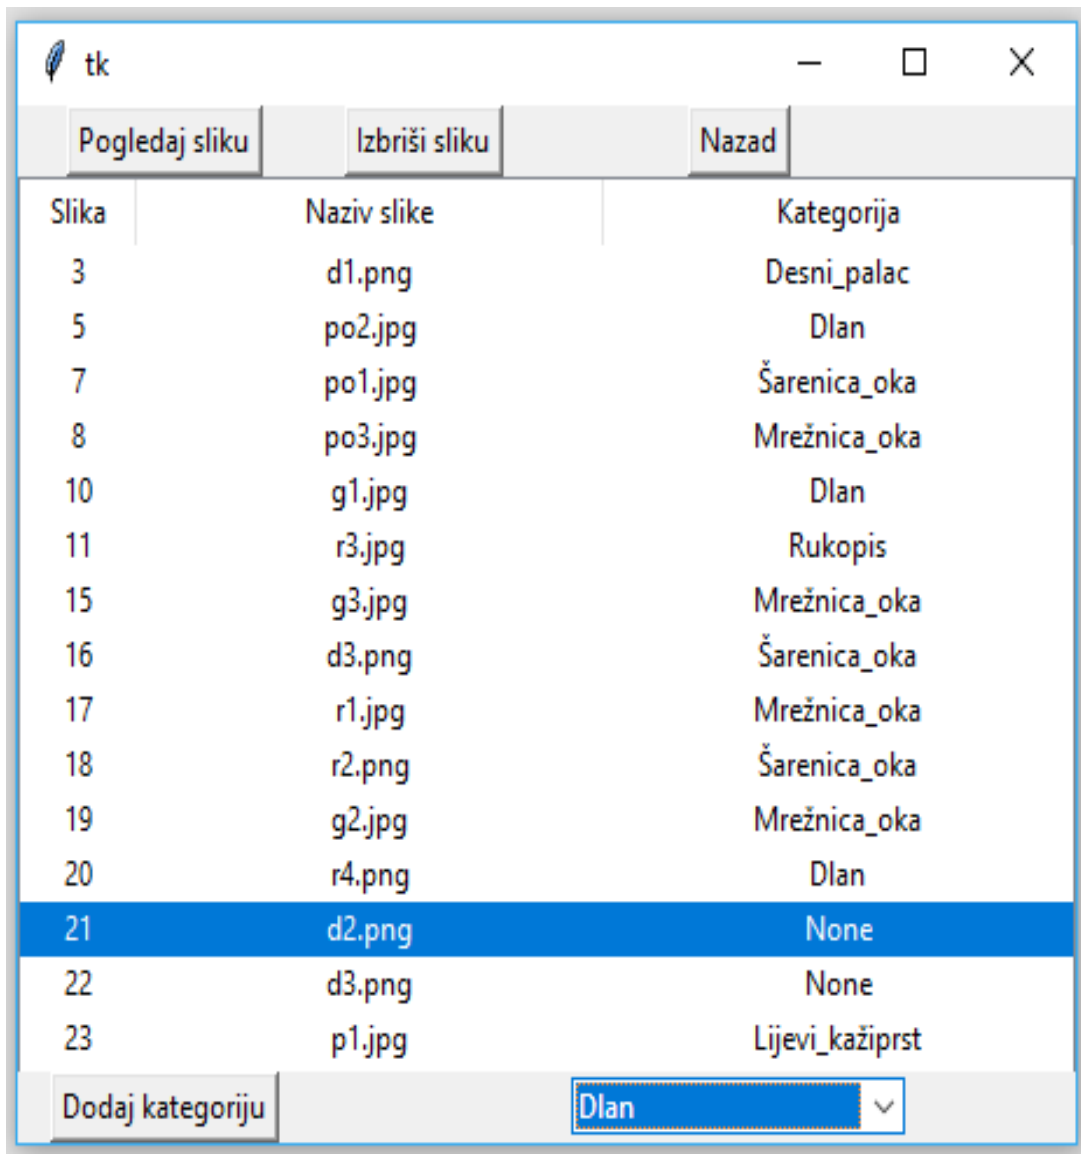 tk
Pogledaj sliku Izbriši sliku Nazad
Slika Naziv slike Kategorija
3 d1.png Desni_palac
5 po2.jpg Dlan
7 po1.jpg Šarenica_oka
8 po3.jpg Mrežnica_oka
10 g1.jpg Dlan
11 r3.jpg Rukopis
15 g3.jpg Mrežnica_oka
16 d3.png Šarenica_oka
17 r1.jpg Mrežnica_oka
18 r2.png Šarenica_oka
19 g2.jpg Mrežnica_oka
20 r4.png Dlan
21 d2.png None
22 d3.png None
23 p1.jpg Lijevi_kažiprst
Dodaj kategoriju Dlan